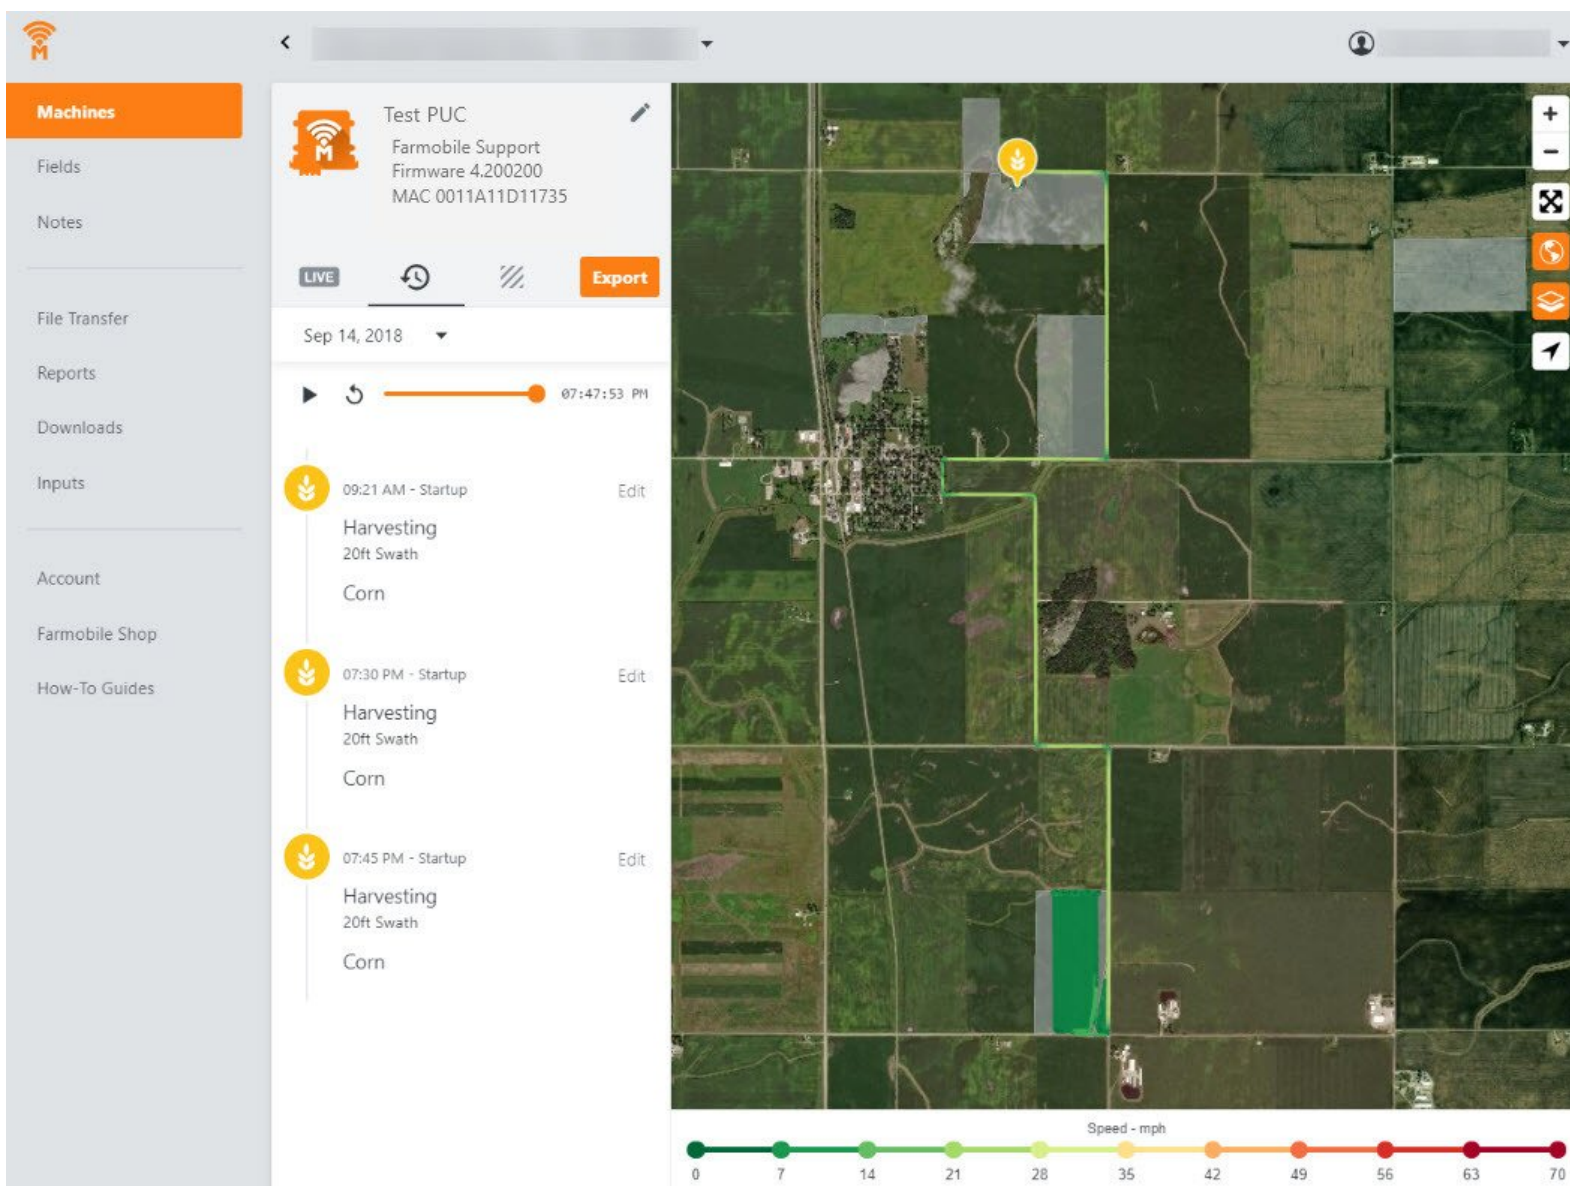 M
Machines
Fields
Notes
File Transfer
Reports
Downloads
Inputs
Account
Farmobile Shop
How-To Guides
M
Test PUC
Farmobile Support
Firmware 4.200200
MAC 0011A11D11735
LIVE
Export
Sep 14, 2018
07:47:53 PM
09:21 AM - Startup
Edit
Harvesting
20ft Swath
Corn
07:30 PM - Startup
Edit
Harvesting
20ft Swath
Corn
07:45 PM - Startup
Edit
Harvesting
20ft Swath
Corn
+
−
Speed - mph
0 7 14 21 28 35 42 49 56 63 70